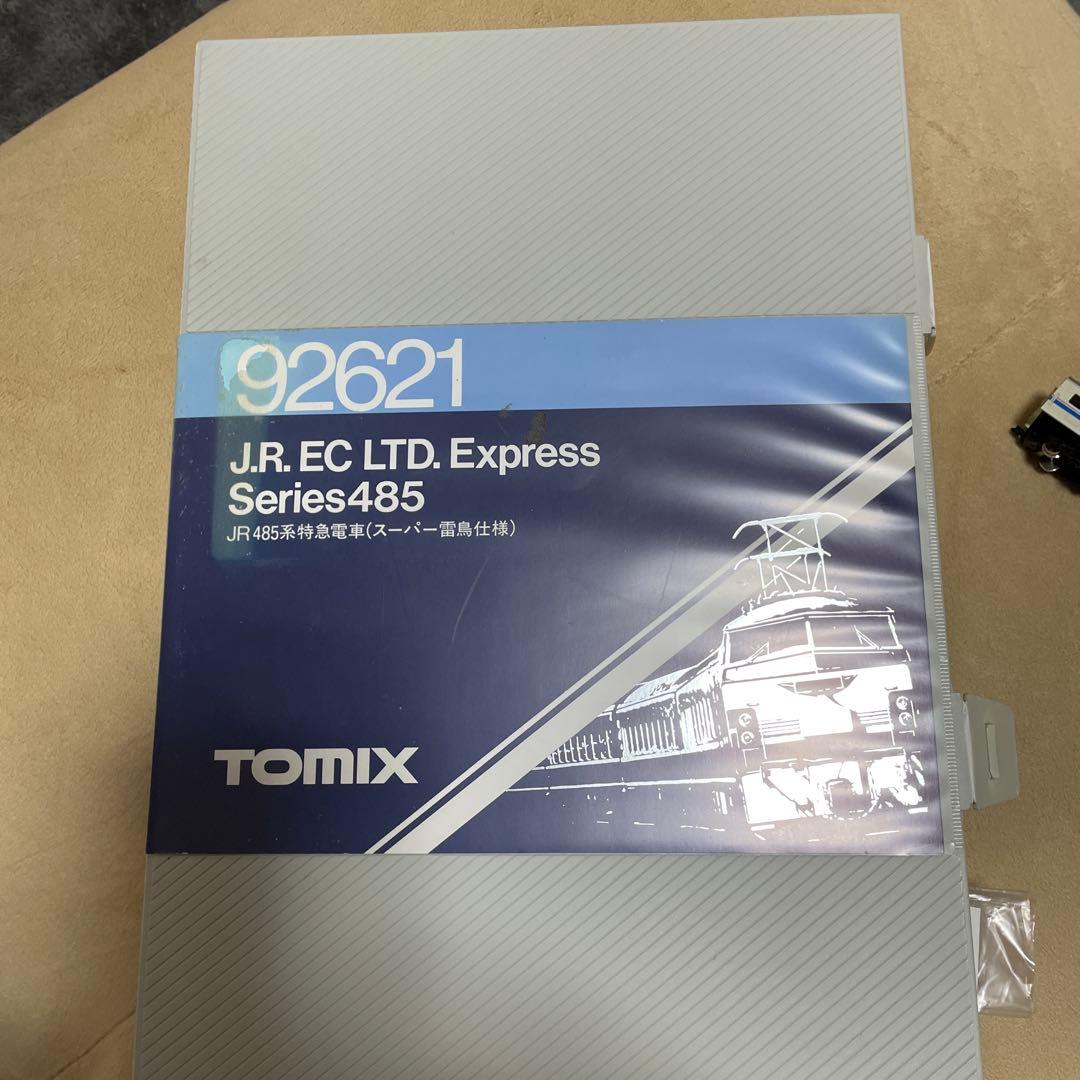 92621
J.R. EC LTD. Express
Series485
JR485系特急電車(スーパー雷鳥仕様)
TOMIX